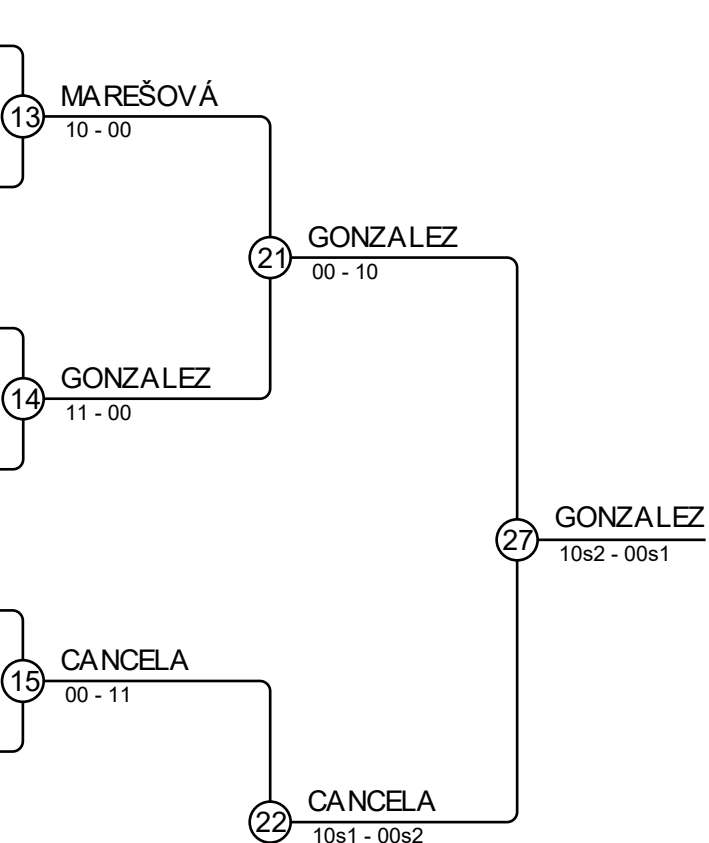 MAREŠOVÁ
13
10 - 00
GONZALEZ
21
00 - 10
GONZALEZ
14
11 - 00
GONZALEZ
27
10s2 - 00s1
CANCELA
15
00 - 11
CANCELA
22
10s1 - 00s2